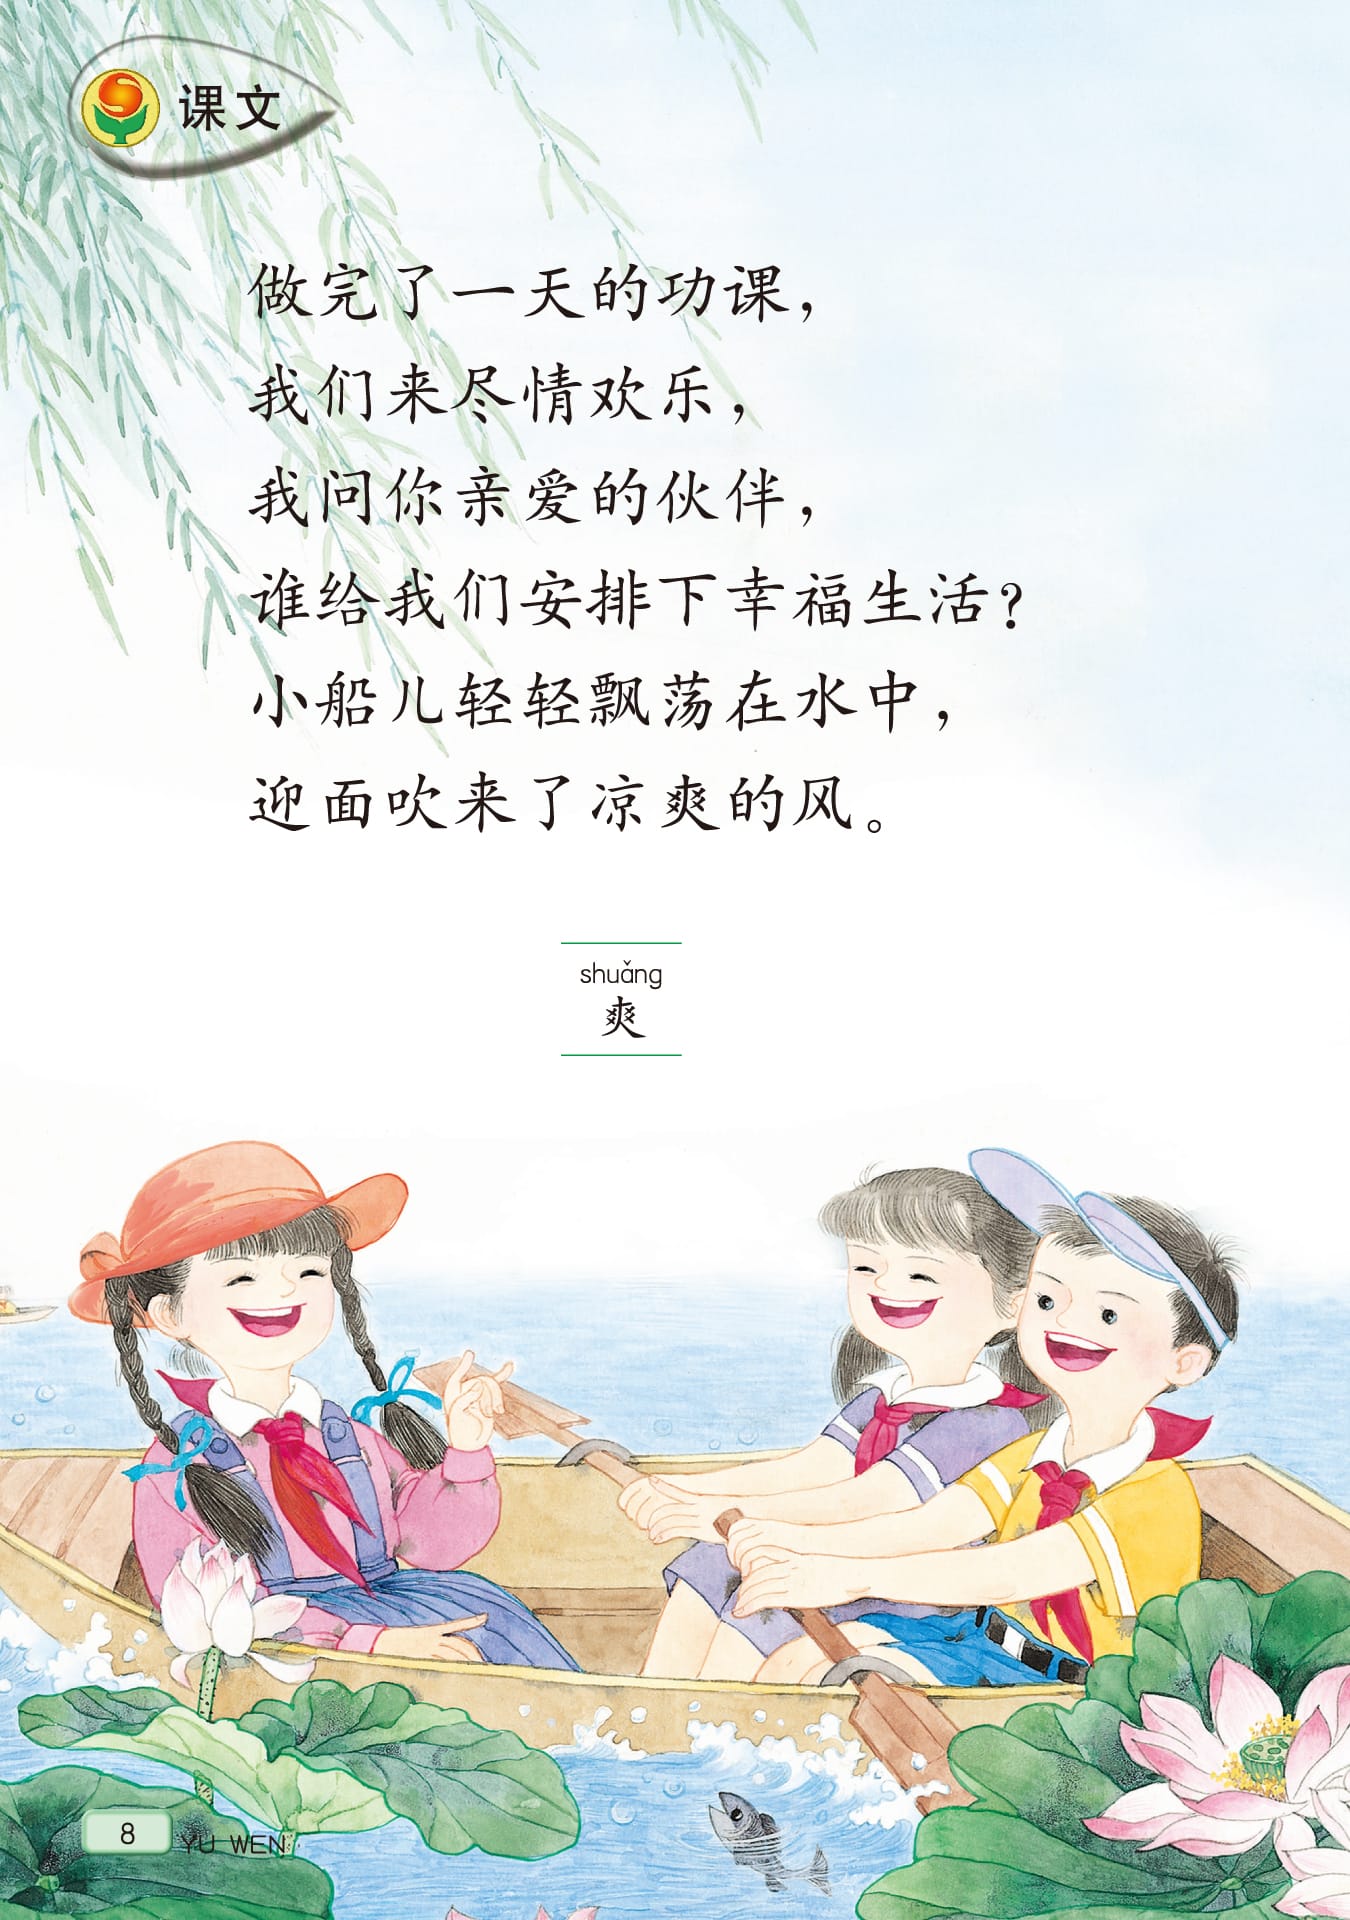 课文
做完了一天的功课，
我们来尽情欢乐，
我问你亲爱的伙伴，
谁给我们安排下幸福生活？
小船儿轻轻飘荡在水中，
迎面吹来了凉爽的风。
shuǎng
爽
8 YU WEN